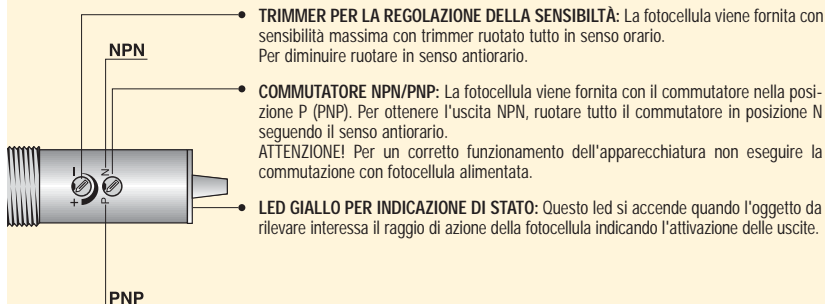 TRIMMER PER LA REGOLAZIONE DELLA SENSIBILTÀ: La fotocellula viene fornita con
sensibilità massima con trimmer ruotato tutto in senso orario.
Per diminuire ruotare in senso antiorario.
NPN
COMMUTATORE NPN/PNP: La fotocellula viene fornita con il commutatore nella posi-
zione P (PNP). Per ottenere l'uscita NPN, ruotare tutto il commutatore in posizione N
seguendo il senso antiorario.
ATTENZIONE! Per un corretto funzionamento dell'apparecchiatura non eseguire la
commutazione con fotocellula alimentata.
- N
+ P
LED GIALLO PER INDICAZIONE DI STATO: Questo led si accende quando l'oggetto da
rilevare interessa il raggio di azione della fotocellula indicando l'attivazione delle uscite.
PNP